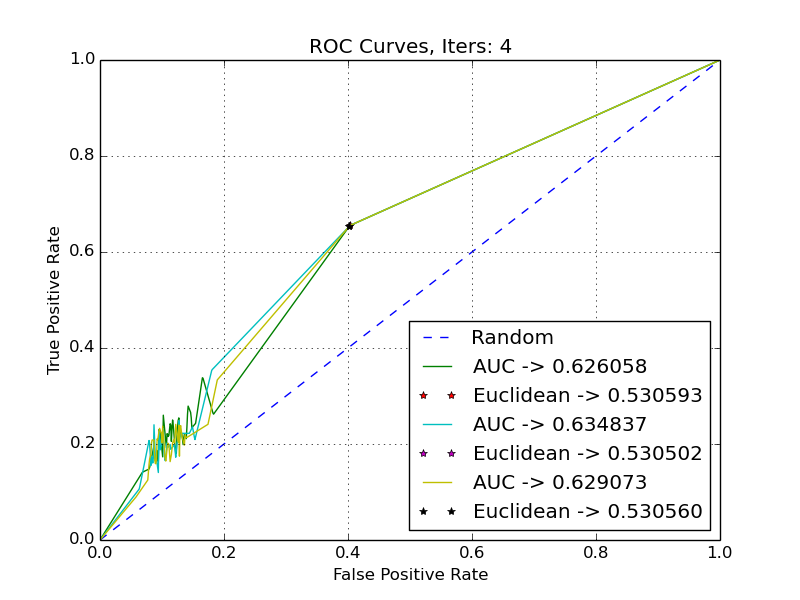 ROC Curves, Iters: 4
1.0
0.8
0.6
0.4
0.2
0.0
True Positive Rate
Random
AUC -> 0.626058
Euclidean -> 0.530593
AUC -> 0.634837
Euclidean -> 0.530502
AUC -> 0.629073
Euclidean -> 0.530560
0.0 0.2 0.4 0.6 0.8 1.0
False Positive Rate